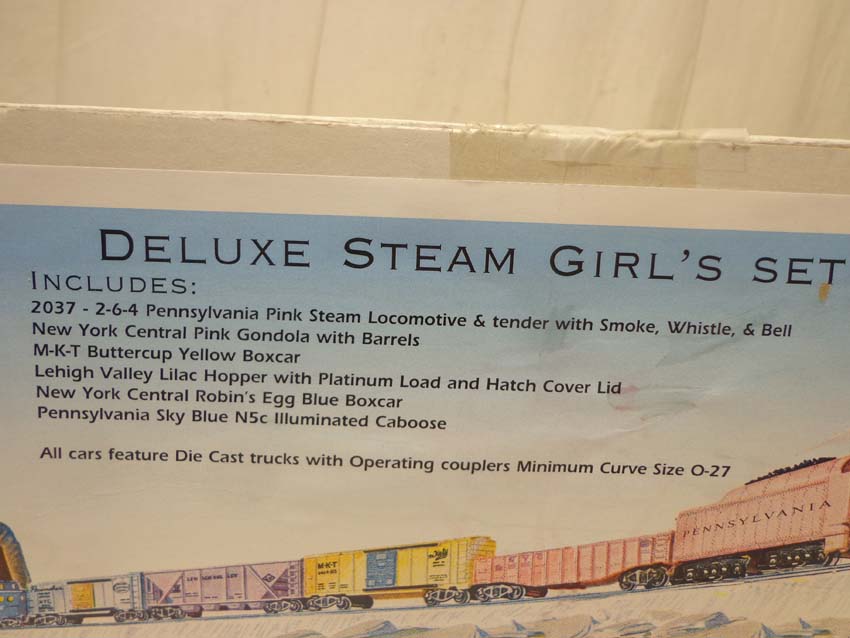 DELUXE STEAM GIRL'S SET
INCLUDES:
2037 - 2-6-4 Pennsylvania Pink Steam Locomotive & tender with Smoke, Whistle, & Bell
New York Central Pink Gondola with Barrels
M-K-T Buttercup Yellow Boxcar
Lehigh Valley Lilac Hopper with Platinum Load and Hatch Cover Lid
New York Central Robin's Egg Blue Boxcar
Pennsylvania Sky Blue N5c Illuminated Caboose
All cars feature Die Cast trucks with Operating couplers Minimum Curve Size O-27
PENNSYLVANIA
M-K-T